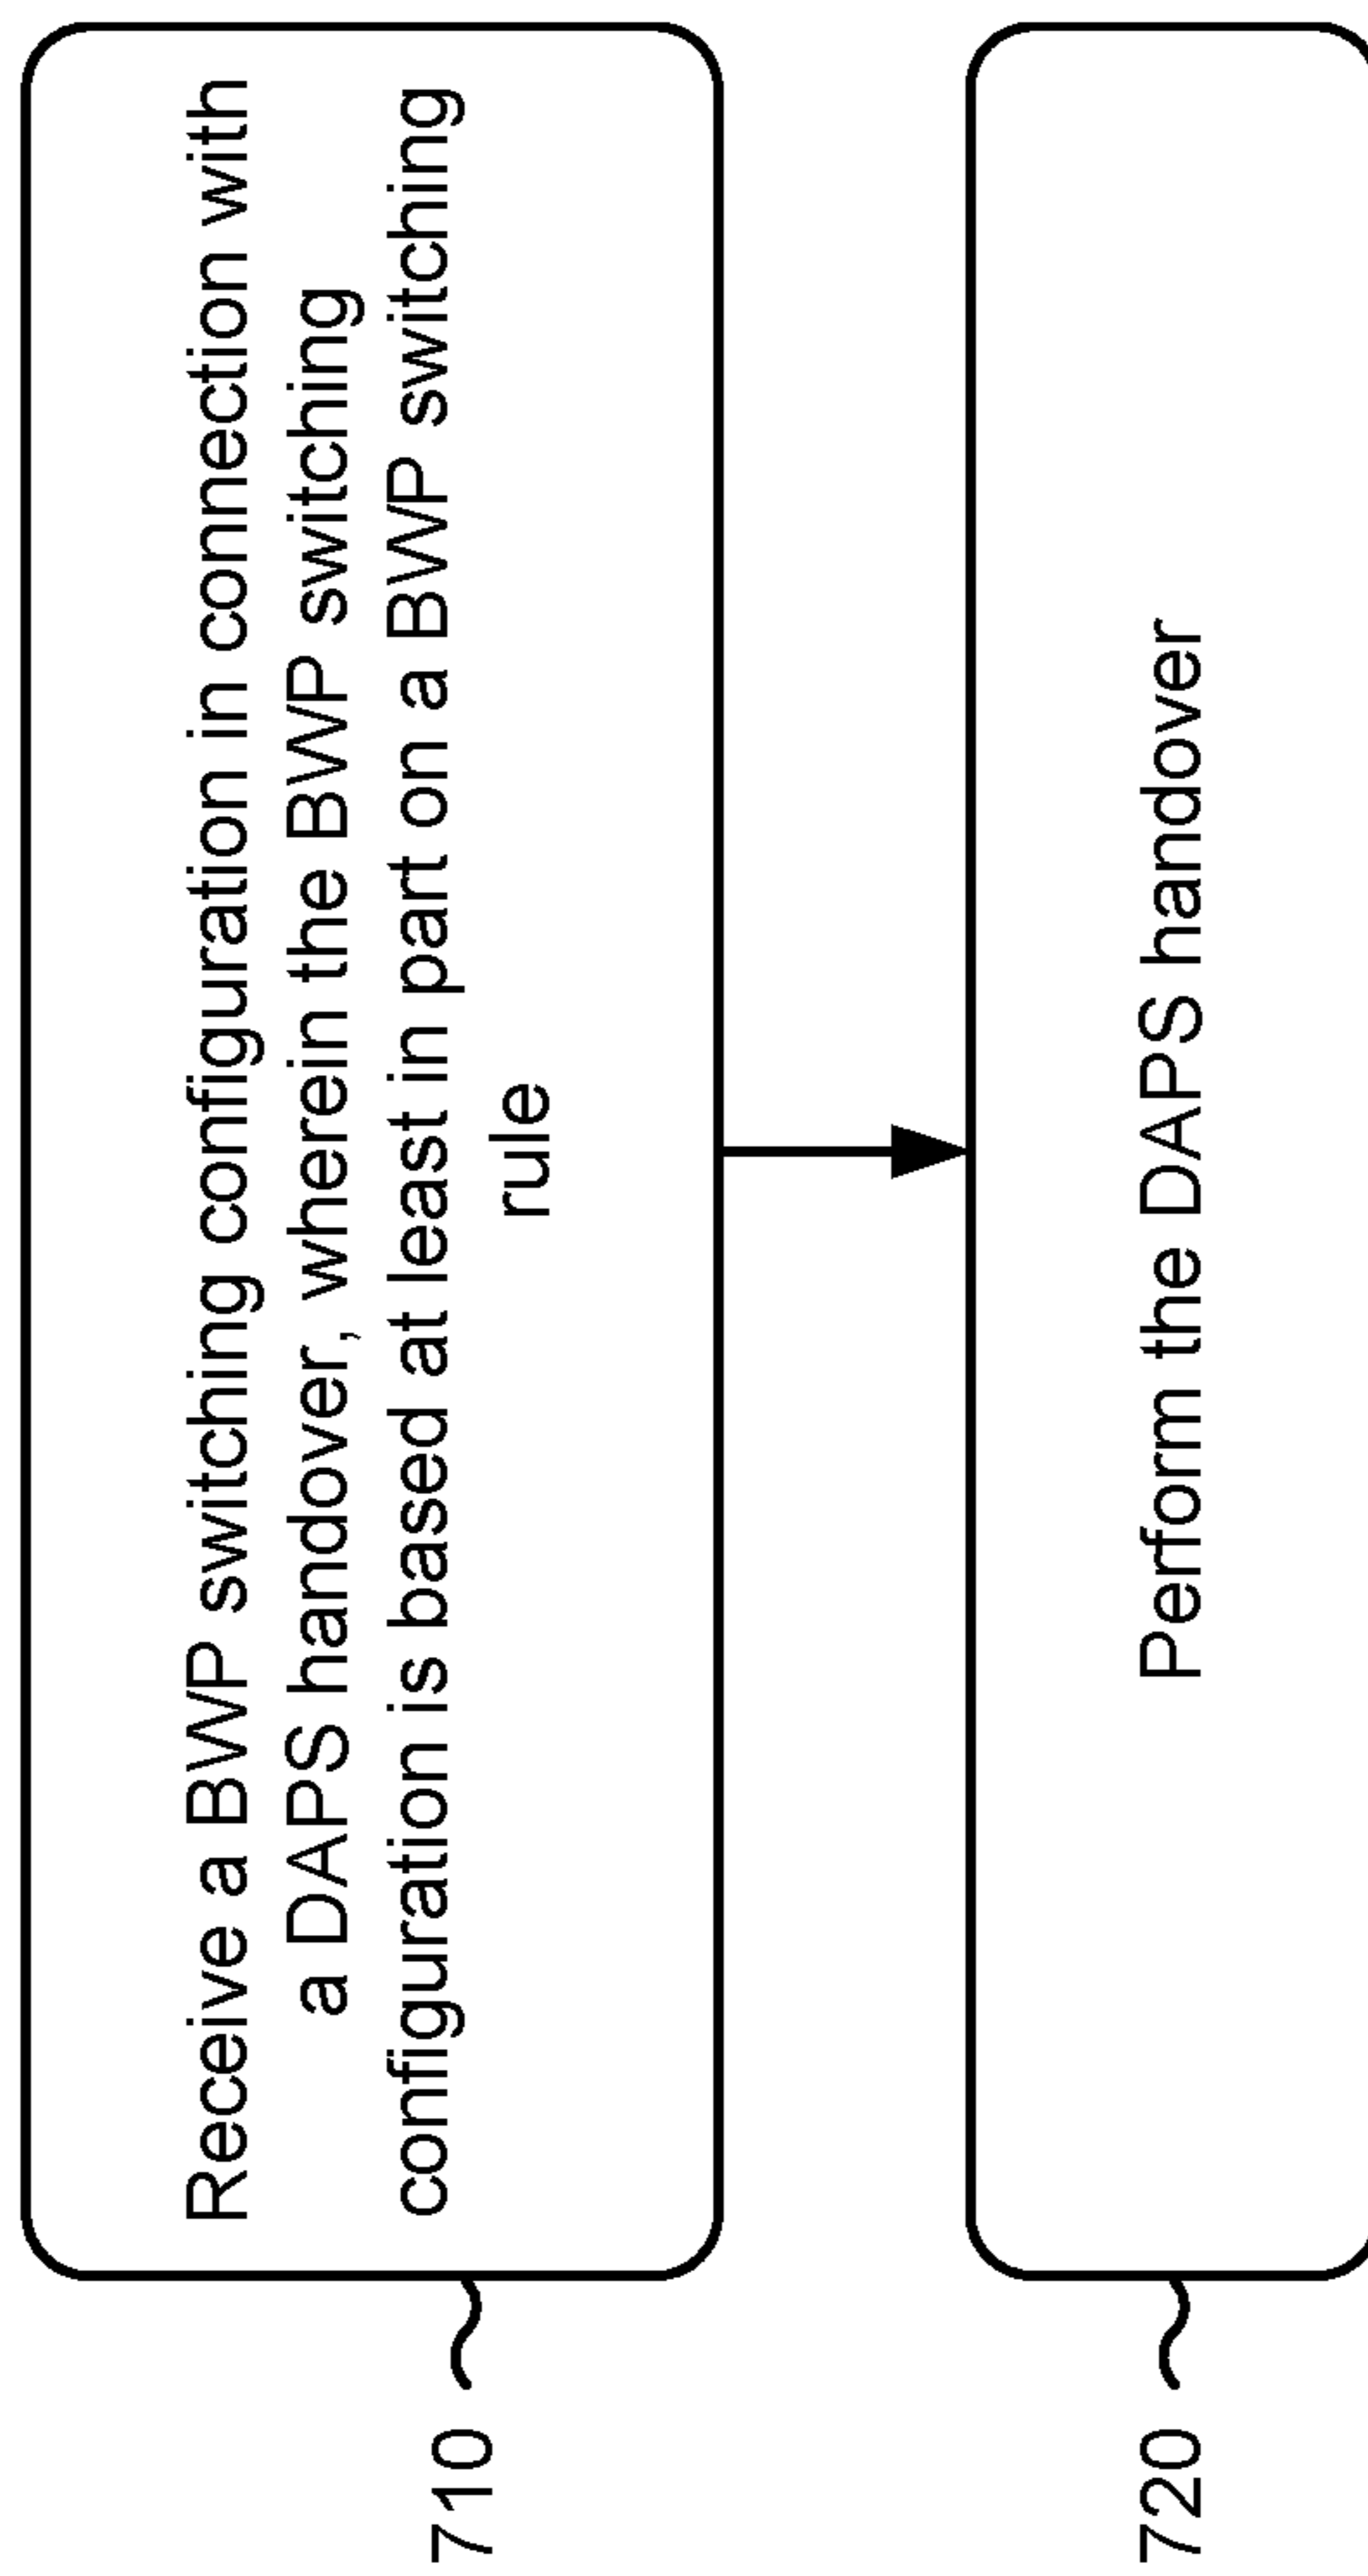 710
Receive a BWP switching configuration in connection with
a DAPS handover, wherein the BWP switching
configuration is based at least in part on a BWP switching
rule
720
Perform the DAPS handover